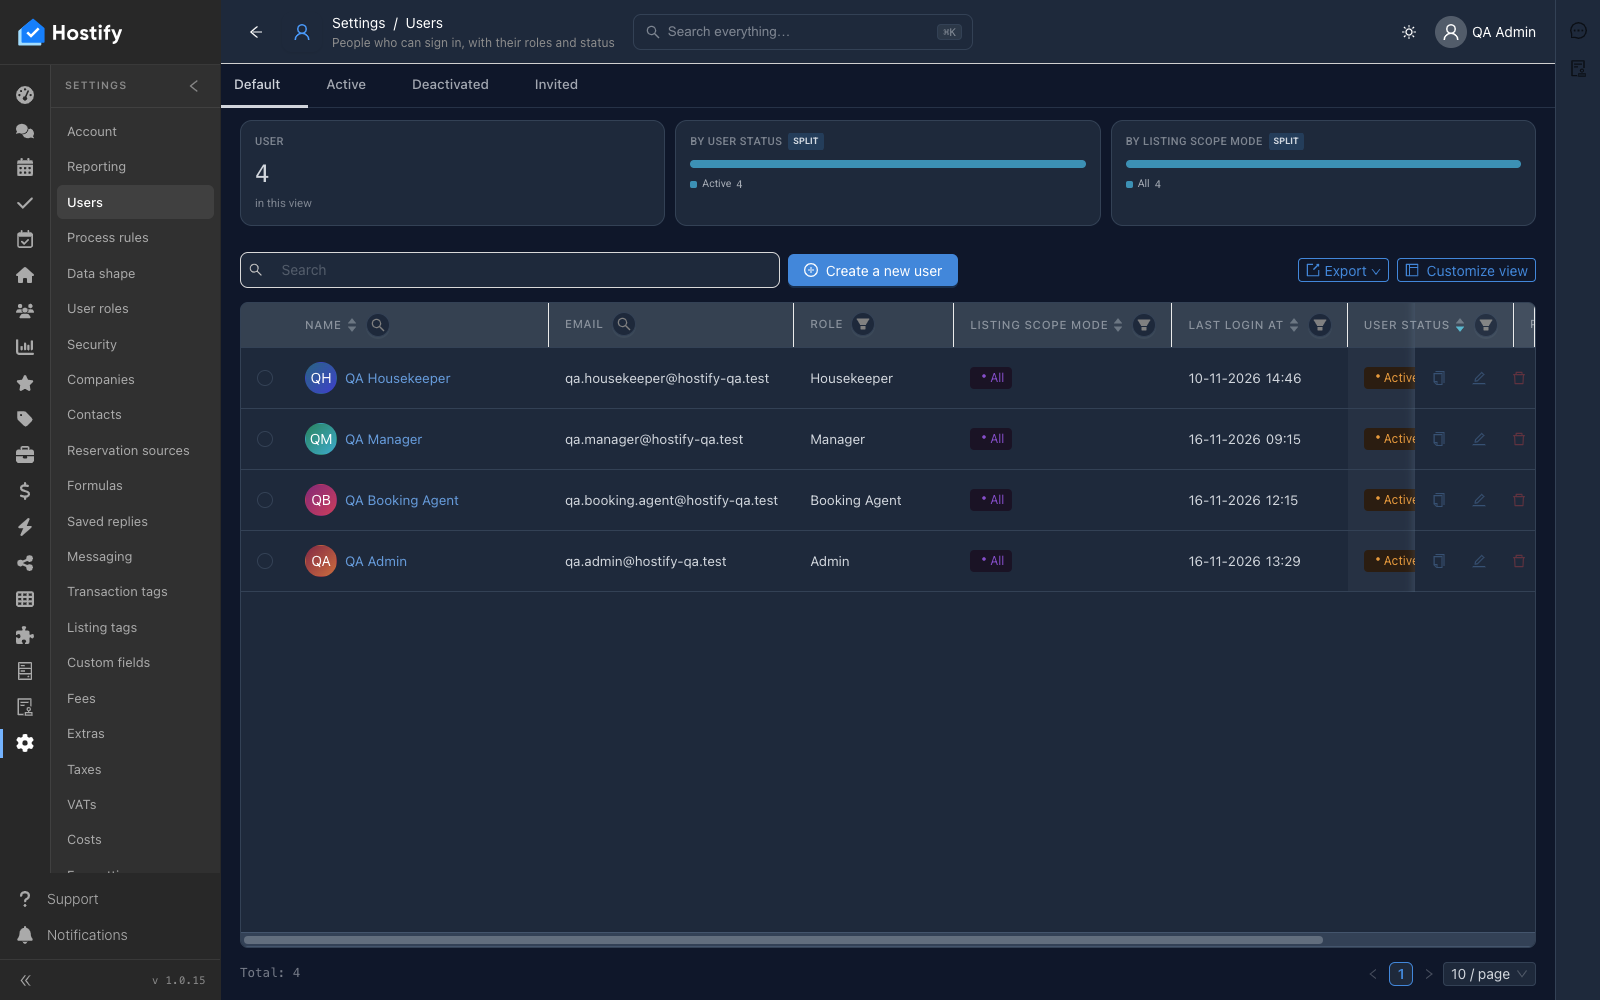 Hostify
SETTINGS
Account
Reporting
Users
Process rules
Data shape
User roles
Security
Companies
Contacts
Reservation sources
Formulas
Saved replies
Messaging
Transaction tags
Listing tags
Custom fields
Fees
Extras
Taxes
VATs
Costs
Support
Notifications
v 1.0.15
Settings / Users
People who can sign in, with their roles and status
Search everything...
⌘K
QA Admin
Default Active Deactivated Invited
USER
4
in this view
BY USER STATUS SPLIT
Active 4
BY LISTING SCOPE MODE SPLIT
All 4
Search
Create a new user
Export
Customize view
NAME EMAIL ROLE LISTING SCOPE MODE LAST LOGIN AT USER STATUS
QH QA Housekeeper qa.housekeeper@hostify-qa.test Housekeeper All 10-11-2026 14:46 Active
QM QA Manager qa.manager@hostify-qa.test Manager All 16-11-2026 09:15 Active
QB QA Booking Agent qa.booking.agent@hostify-qa.test Booking Agent All 16-11-2026 12:15 Active
QA QA Admin qa.admin@hostify-qa.test Admin All 16-11-2026 13:29 Active
Total: 4
1
10 / page